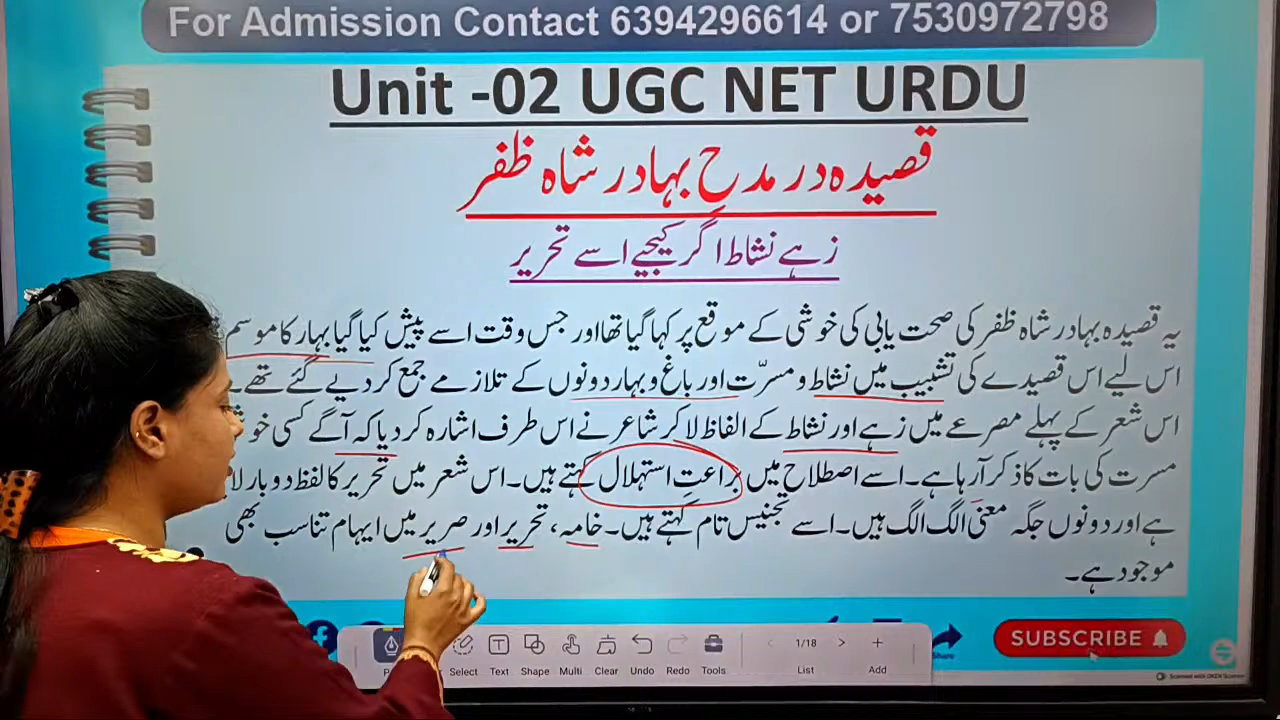 For Admission Contact 6394296614 or 7530972798
Unit -02 UGC NET URDU
قصیدہ در مدحِ بہادر شاہ ظفر
زہے نشاط اگر کیجیے اسے تحریر
یہ قصیدہ بہادر شاہ ظفر کی صحت یابی کی خوشی کے موقع پر کہا گیا تھا اور جس وقت اسے پیش کیا گیا بہار کا موسم
اس لیے اس قصیدے کی تشبیب میں نشاط و مسرّت اور باغ و بہار دونوں کے تلازمے جمع کر دیے گئے تھے۔
اس شعر کے پہلے مصرعے میں زہے اور نشاط کے الفاظ لا کر شاعر نے اس طرف اشارہ کر دیا کہ آگے کسی
مسرت کی بات کا ذکر آ رہا ہے۔ اسے اصطلاح میں براعتِ استہلال کہتے ہیں۔ اس شعر میں تحریر کا لفظ دو بار
ہے اور دونوں جگہ معنی الگ الگ ہیں۔ اسے تجنیس تام کہتے ہیں۔ خامہ، تحریر اور صریر میں ایہام تناسب بھی
موجود ہے۔
Share
SUBSCRIBE
Select Text Shape Multi Clear Undo Redo Tools 1/18 List Add
Scanned with OKEN Scanner